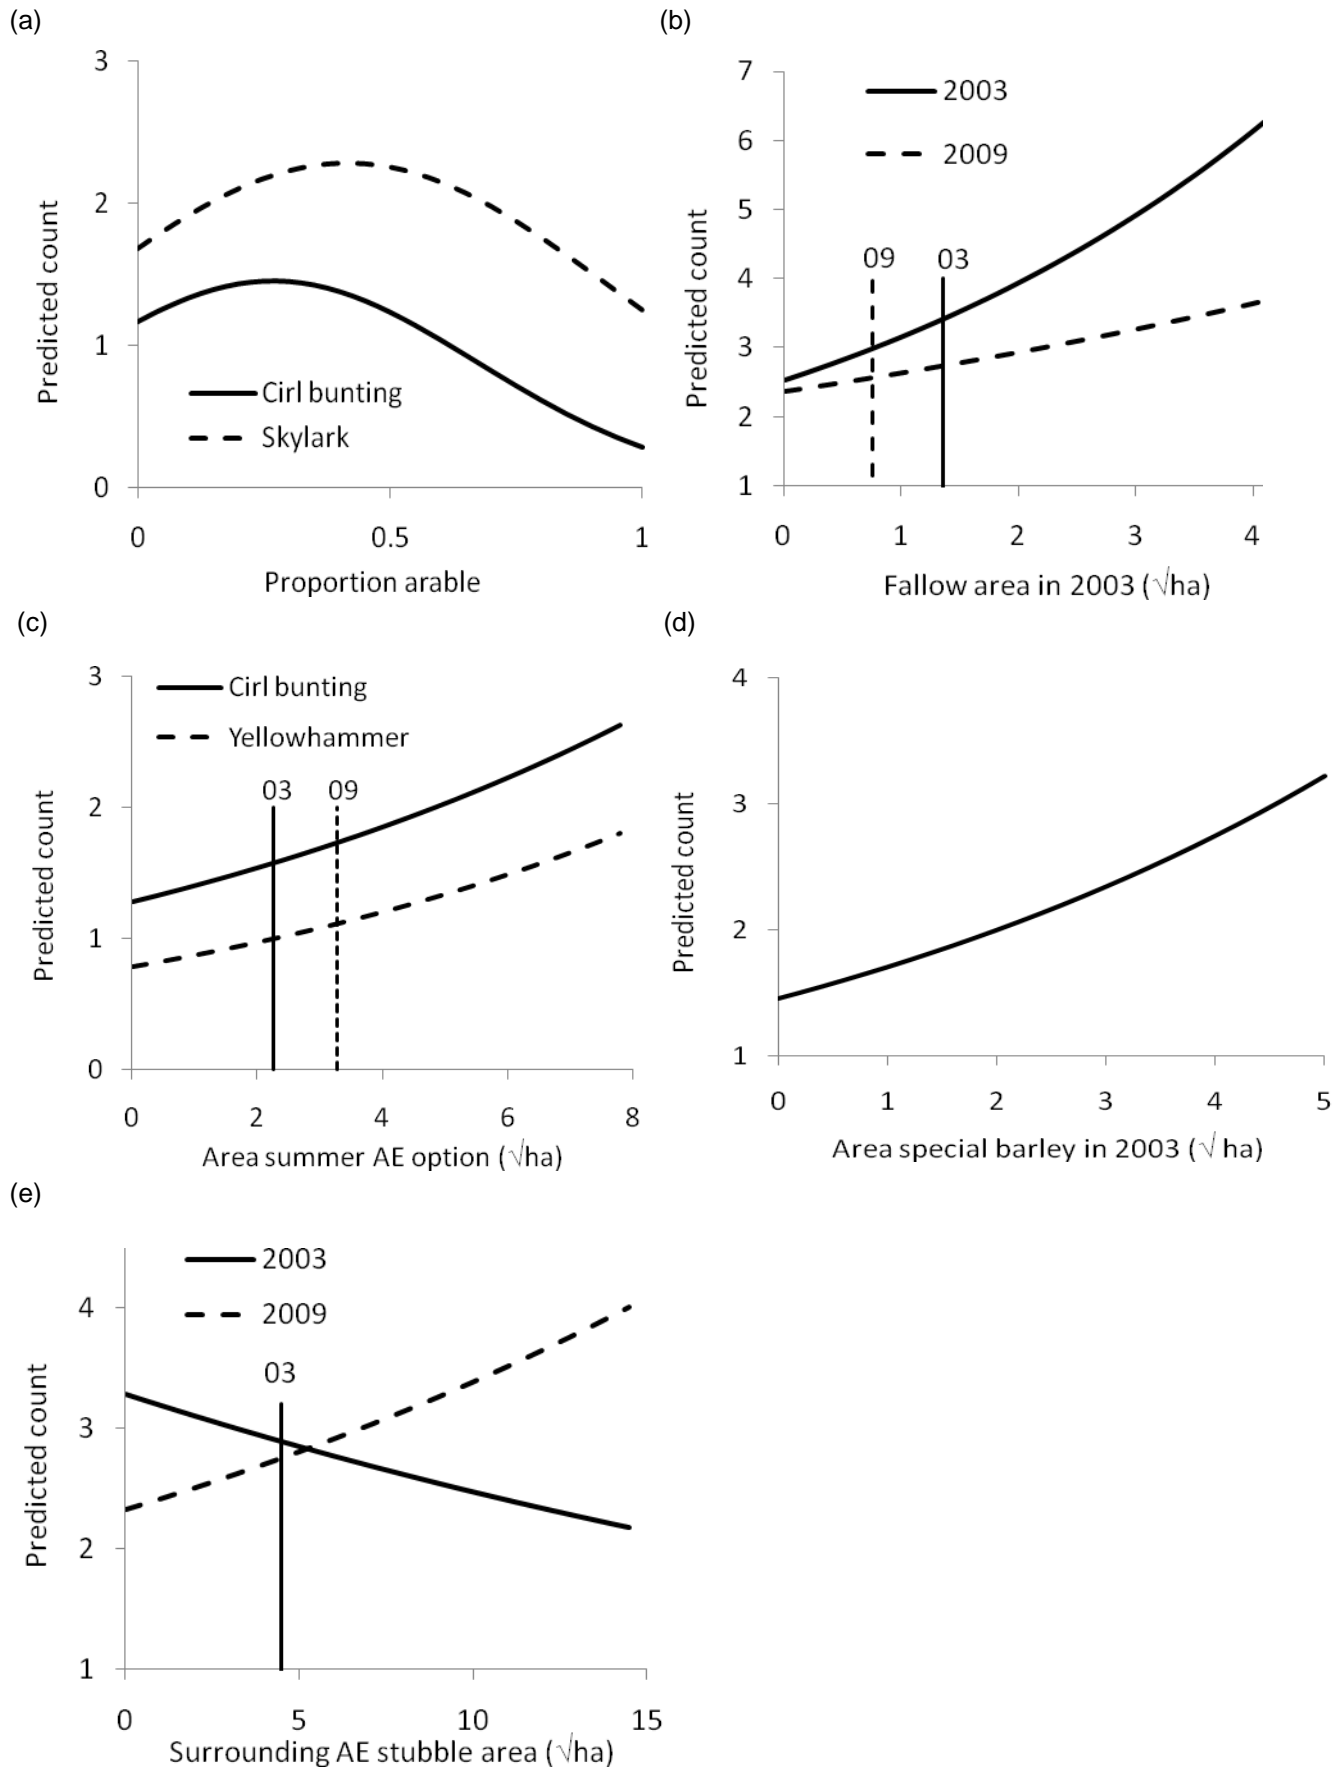 (a)
3
2
1
0
Predicted count
Cirl bunting
Skylark
0 0.5 1
Proportion arable
(b)
7
6
5
4
3
2
1
Predicted count
2003
2009
09 03
0 1 2 3 4
Fallow area in 2003 (√ha)
(c)
3
2
1
0
Predicted count
Cirl bunting
Yellowhammer
03 09
0 2 4 6 8
Area summer AE option (√ha)
(d)
4
3
2
1
Predicted count
0 1 2 3 4 5
Area special barley in 2003 (√ ha)
(e)
4
3
2
1
Predicted count
2003
2009
03
0 5 10 15
Surrounding AE stubble area (√ha)